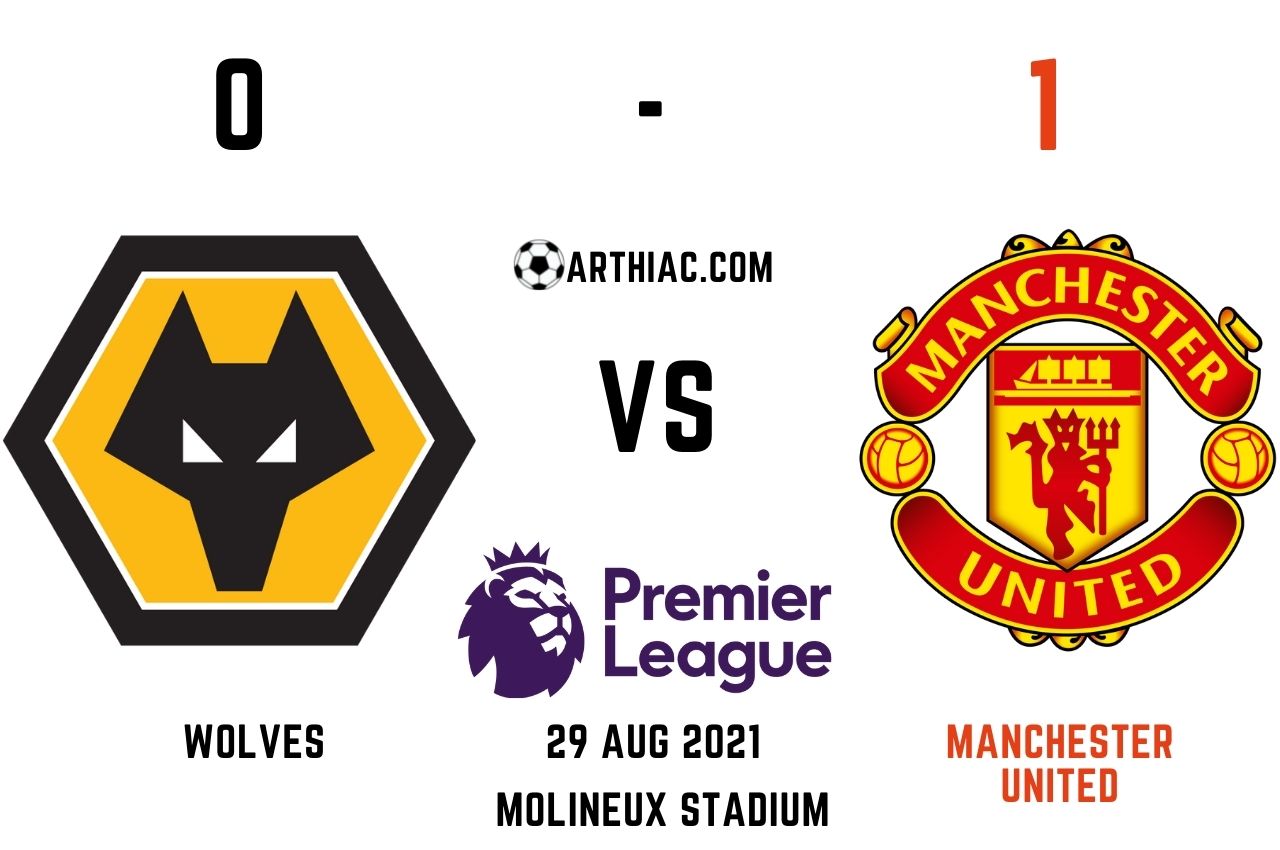 0 - 1
ARTHIAC.COM
MANCHESTER
VS
UNITED
Premier
League
WOLVES
29 AUG 2021
MANCHESTER
UNITED
MOLINEUX STADIUM